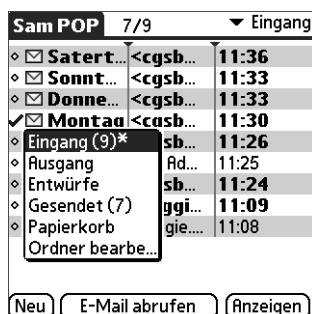 Sam POP 7/9 Eingang
Satert... <cgsb... 11:36
Sonnt... <cgsb... 11:33
Donne... <cgsb... 11:33
Montag <cgsb... 11:30
Eingang (9)* sb... 11:26
Ausgang Ad... 11:25
Entwürfe sb... 11:24
Gesendet (7) ggi... 11:09
Papierkorb gie.... 11:08
Ordner bearbe...
Neu E-Mail abrufen Anzeigen